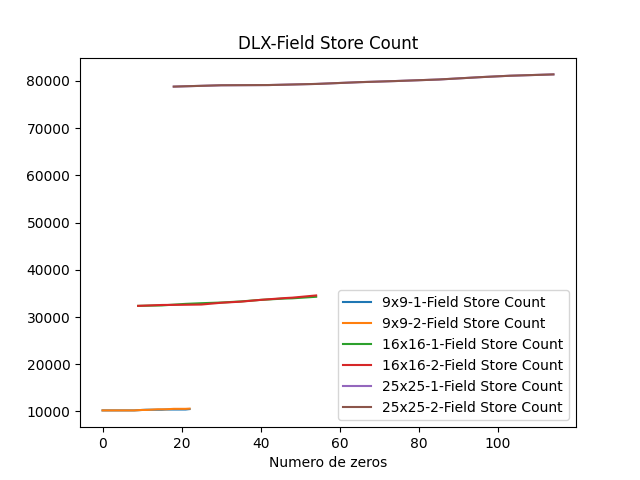 DLX-Field Store Count
80000
70000
60000
50000
40000
30000
20000
10000
9x9-1-Field Store Count
9x9-2-Field Store Count
16x16-1-Field Store Count
16x16-2-Field Store Count
25x25-1-Field Store Count
25x25-2-Field Store Count
0 20 40 60 80 100
Numero de zeros